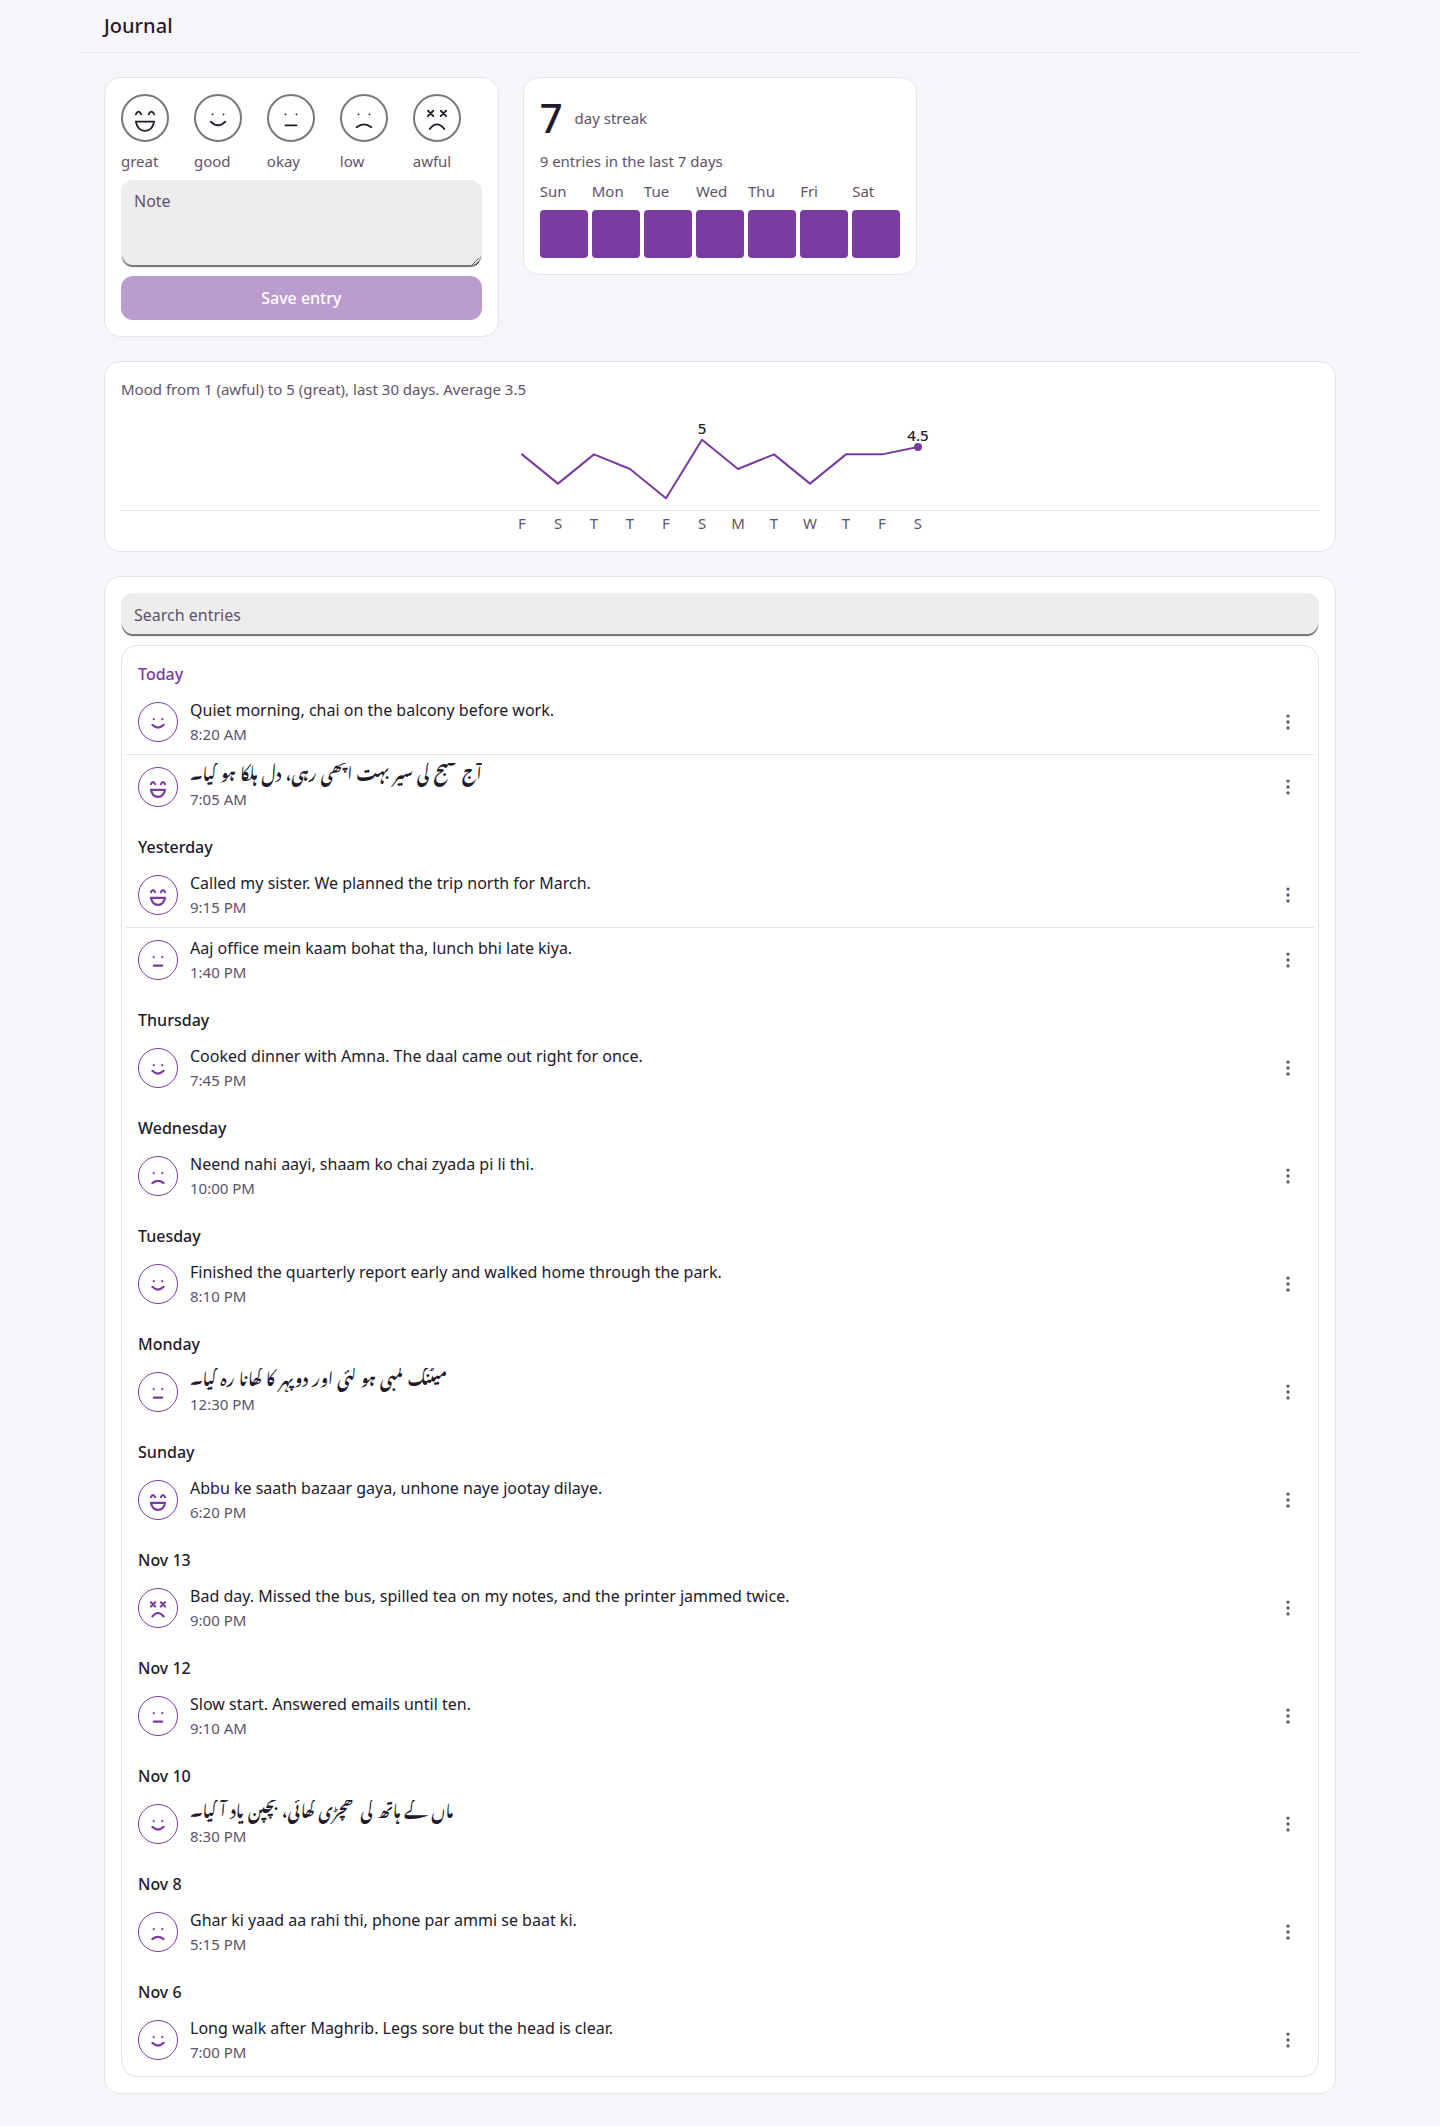 Journal
great good okay low awful
Note
Save entry
7 day streak
9 entries in the last 7 days
Sun Mon Tue Wed Thu Fri Sat
Mood from 1 (awful) to 5 (great), last 30 days. Average 3.5
5
4.5
F S T T F S M T W T F S
Search entries
Today
Quiet morning, chai on the balcony before work.
8:20 AM
آج صبح کی سیر بہت اچھی رہی، دل ہلکا ہو گیا۔
7:05 AM
Yesterday
Called my sister. We planned the trip north for March.
9:15 PM
Aaj office mein kaam bohat tha, lunch bhi late kiya.
1:40 PM
Thursday
Cooked dinner with Amna. The daal came out right for once.
7:45 PM
Wednesday
Neend nahi aayi, shaam ko chai zyada pi li thi.
10:00 PM
Tuesday
Finished the quarterly report early and walked home through the park.
8:10 PM
Monday
میٹنگ لمبی ہو گئی اور دوپہر کا کھانا رہ گیا۔
12:30 PM
Sunday
Abbu ke saath bazaar gaya, unhone naye jootay dilaye.
6:20 PM
Nov 13
Bad day. Missed the bus, spilled tea on my notes, and the printer jammed twice.
9:00 PM
Nov 12
Slow start. Answered emails until ten.
9:10 AM
Nov 10
ماں کے ہاتھ کی کھچڑی کھائی، بچپن یاد آ گیا۔
8:30 PM
Nov 8
Ghar ki yaad aa rahi thi, phone par ammi se baat ki.
5:15 PM
Nov 6
Long walk after Maghrib. Legs sore but the head is clear.
7:00 PM